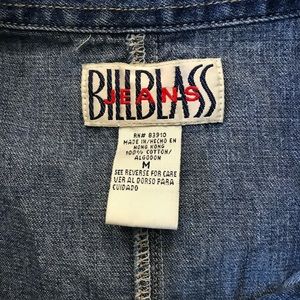 BILLBLASS
JEANS
RN# 83910
MADE IN/HECHO EN
HONG KONG
100% COTTON/
ALGODON
M
SEE REVERSE FOR CARE
VER AL DORSO PARA
CUIDADO